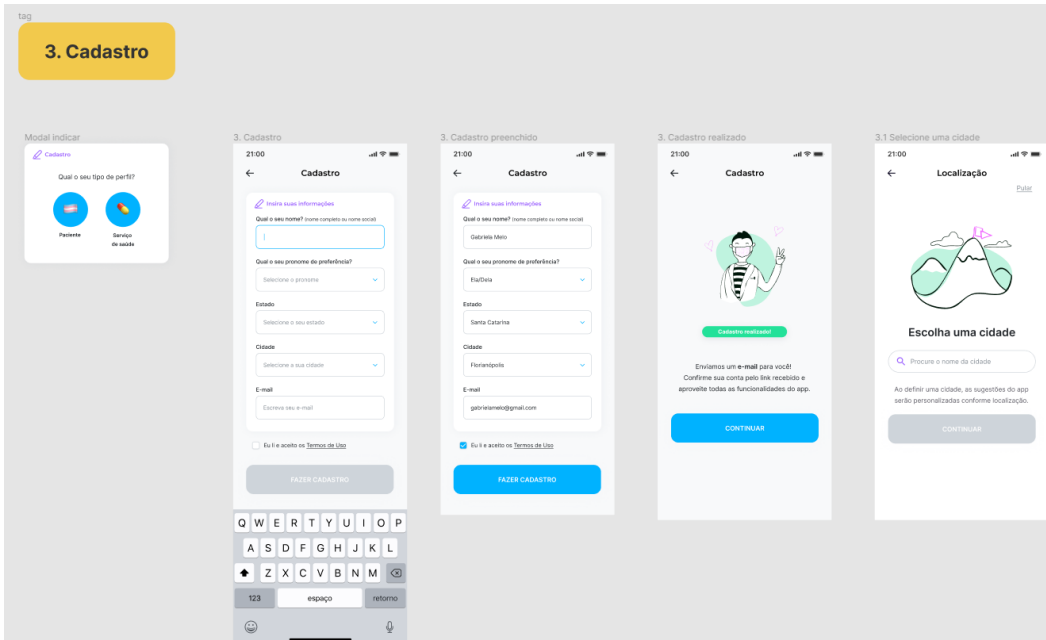 tag
3. Cadastro
Modal indicar
Cadastro
Qual o seu tipo de perfil?
Paciente
Serviço
de saúde
3. Cadastro
21:00
Cadastro
Insira suas informações
Qual o seu nome? (nome completo ou nome social)
Qual o seu pronome de preferência?
Selecione o pronome
Estado
Selecione o seu estado
Cidade
Selecione a sua cidade
E-mail
Escreva seu e-mail
Eu li e aceito os Termos de Uso
FAZER CADASTRO
Q W E R T Y U I O P
A S D F G H J K L
Z X C V B N M
123 espaço retorno
3. Cadastro preenchido
21:00
Cadastro
Insira suas informações
Qual o seu nome? (nome completo ou nome social)
Gabriela Melo
Qual o seu pronome de preferência?
Ela/Dela
Estado
Santa Catarina
Cidade
Florianópolis
E-mail
gabrielamelo@gmail.com
Eu li e aceito os Termos de Uso
FAZER CADASTRO
3. Cadastro realizado
21:00
Cadastro
Cadastro realizado!
Enviamos um e-mail para você!
Confirme sua conta pelo link recebido e
aproveite todas as funcionalidades do app.
CONTINUAR
3.1 Selecione uma cidade
21:00
Localização
Pular
Escolha uma cidade
Procure o nome da cidade
Ao definir uma cidade, as sugestões do app
serão personalizadas conforme localização.
CONTINUAR